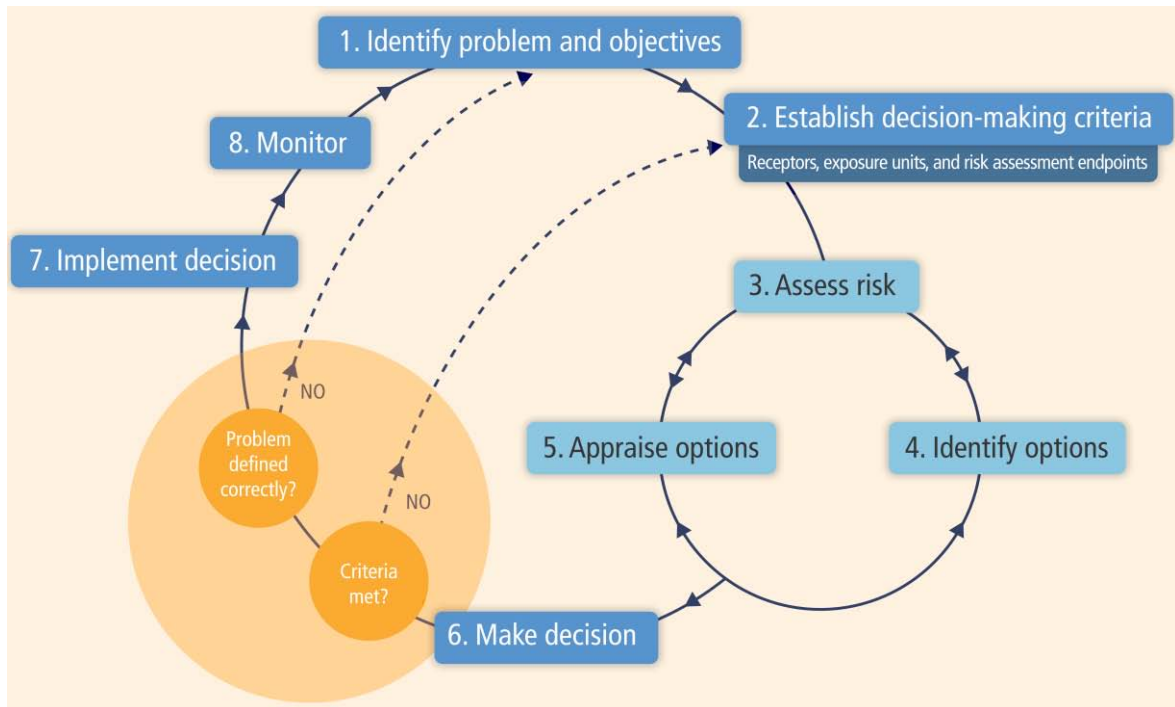 1. Identify problem and objectives
2. Establish decision-making criteria
Receptors, exposure units, and risk assessment endpoints
8. Monitor
7. Implement decision
3. Assess risk
NO
Problem
defined
correctly?
5. Appraise options
4. Identify options
NO
Criteria
met?
6. Make decision